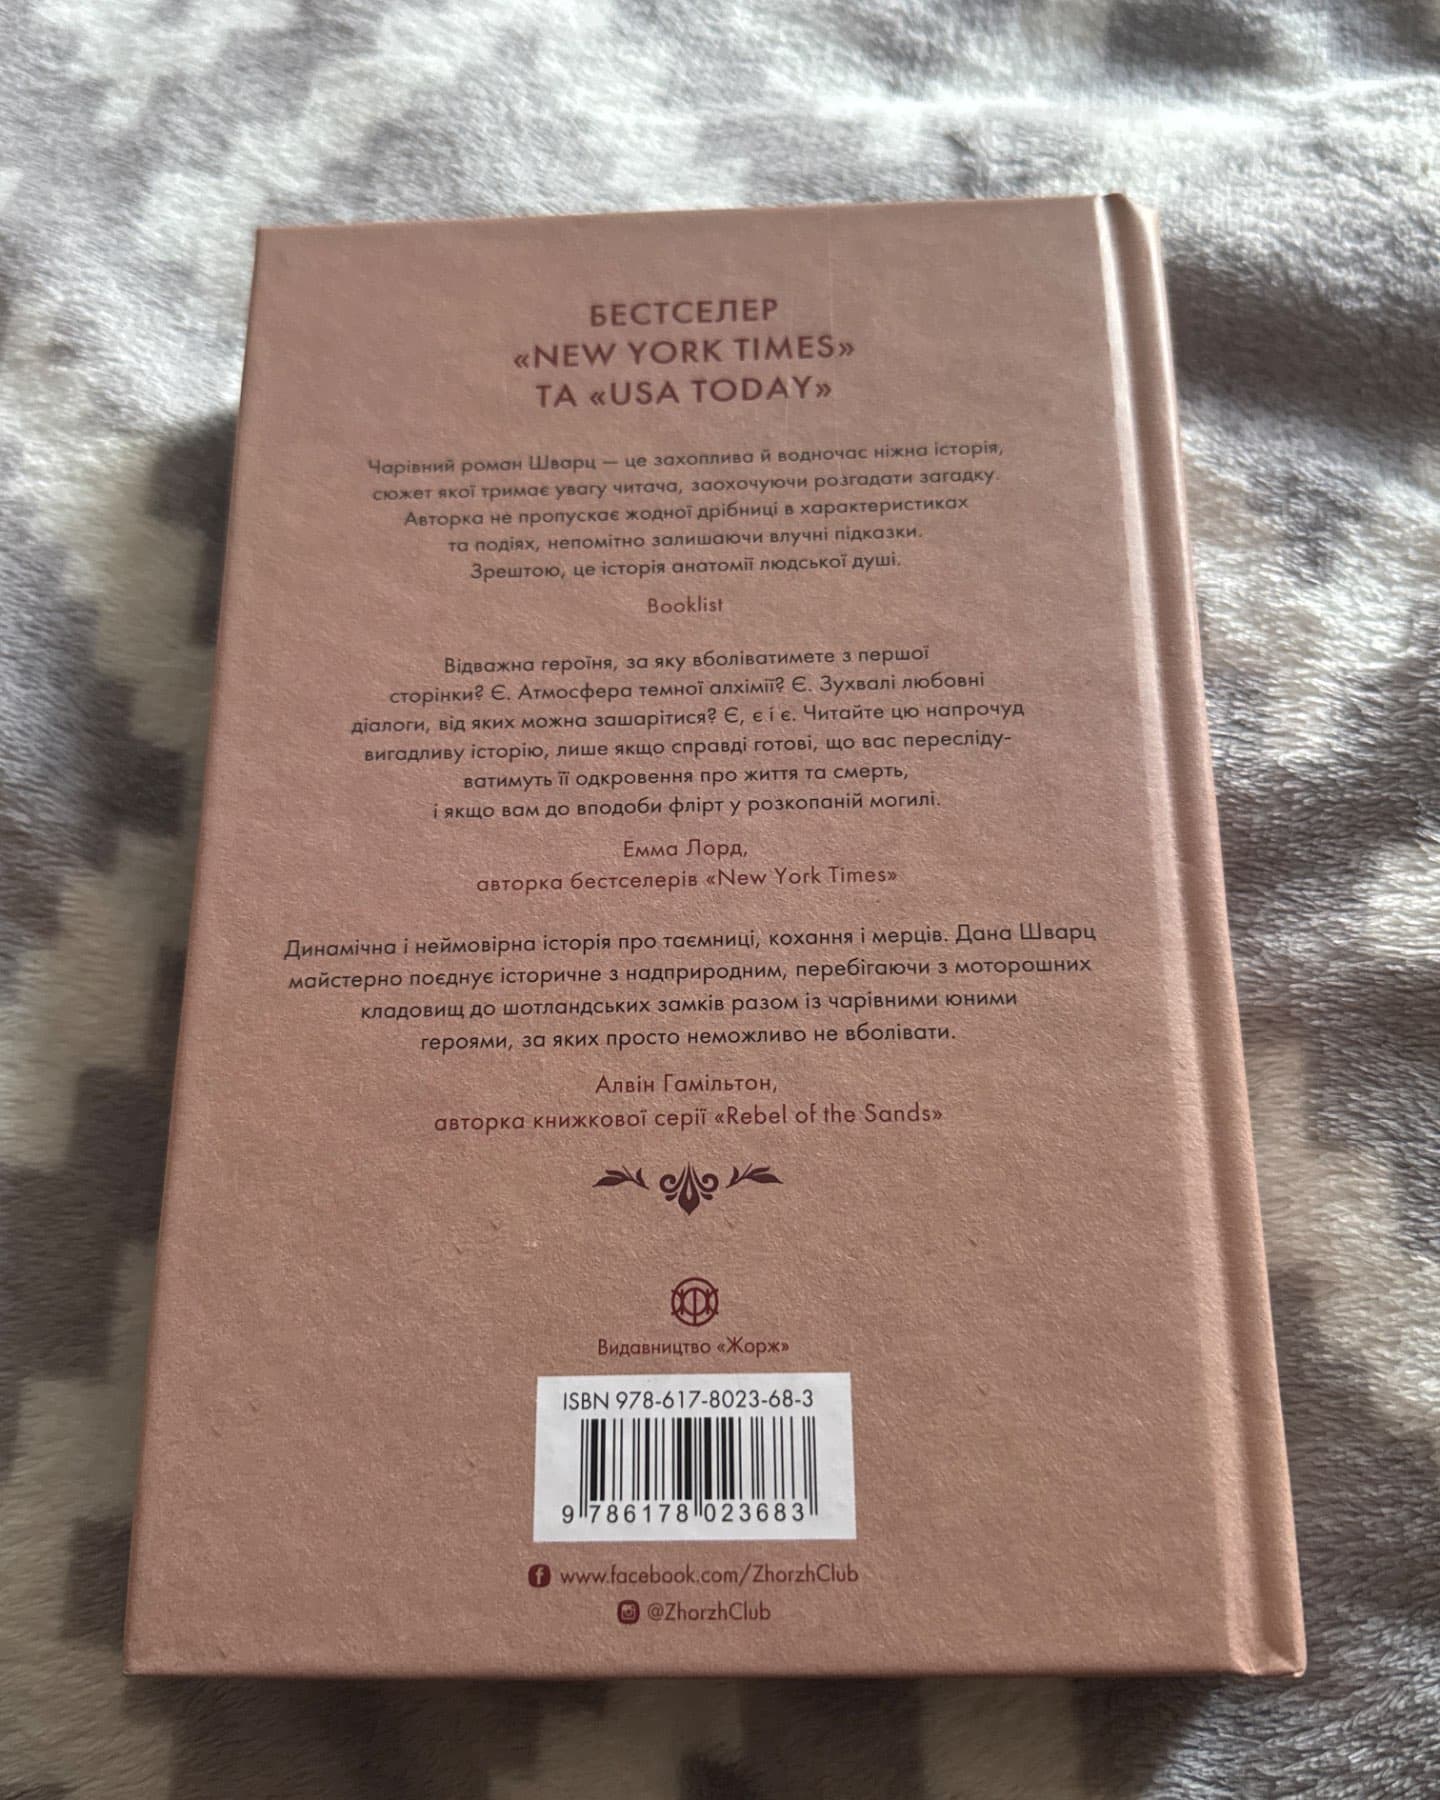 БЕСТСЕЛЕР
«NEW YORK TIMES»
ТА «USA TODAY»
Чарівний роман Шварц — це захоплива й водночас ніжна історія,
сюжет якої тримає увагу читача, заохочуючи розгадати загадку.
Авторка не пропускає жодної дрібниці в характеристиках
та подіях, непомітно залишаючи влучні підказки.
Зрештою, це історія анатомії людської душі.
Booklist
Відважна героїня, за яку вболіватимете з першої
сторінки? Є. Атмосфера темної алхімії? Є. Зухвалі любовні
діалоги, від яких можна зашарітися? Є, є і є. Читайте цю напрочуд
вигадливу історію, лише якщо справді готові, що вас пересліду-
ватимуть її одкровення про життя та смерть,
і якщо вам до вподоби флірт у розкопаній могилі.
Емма Лорд,
авторка бестселерів «New York Times»
Динамічна і неймовірна історія про таємниці, кохання і мерців. Дана Шварц
майстерно поєднує історичне з надприродним, перебігаючи з моторошних
кладовищ до шотландських замків разом із чарівними юними
героями, за яких просто неможливо не вболівати.
Алвін Гамільтон,
авторка книжкової серії «Rebel of the Sands»
Видавництво «Жорж»
ISBN 978-617-8023-68-3
9 786178 023683
www.facebook.com/ZhorzhClub
@ZhorzhClub